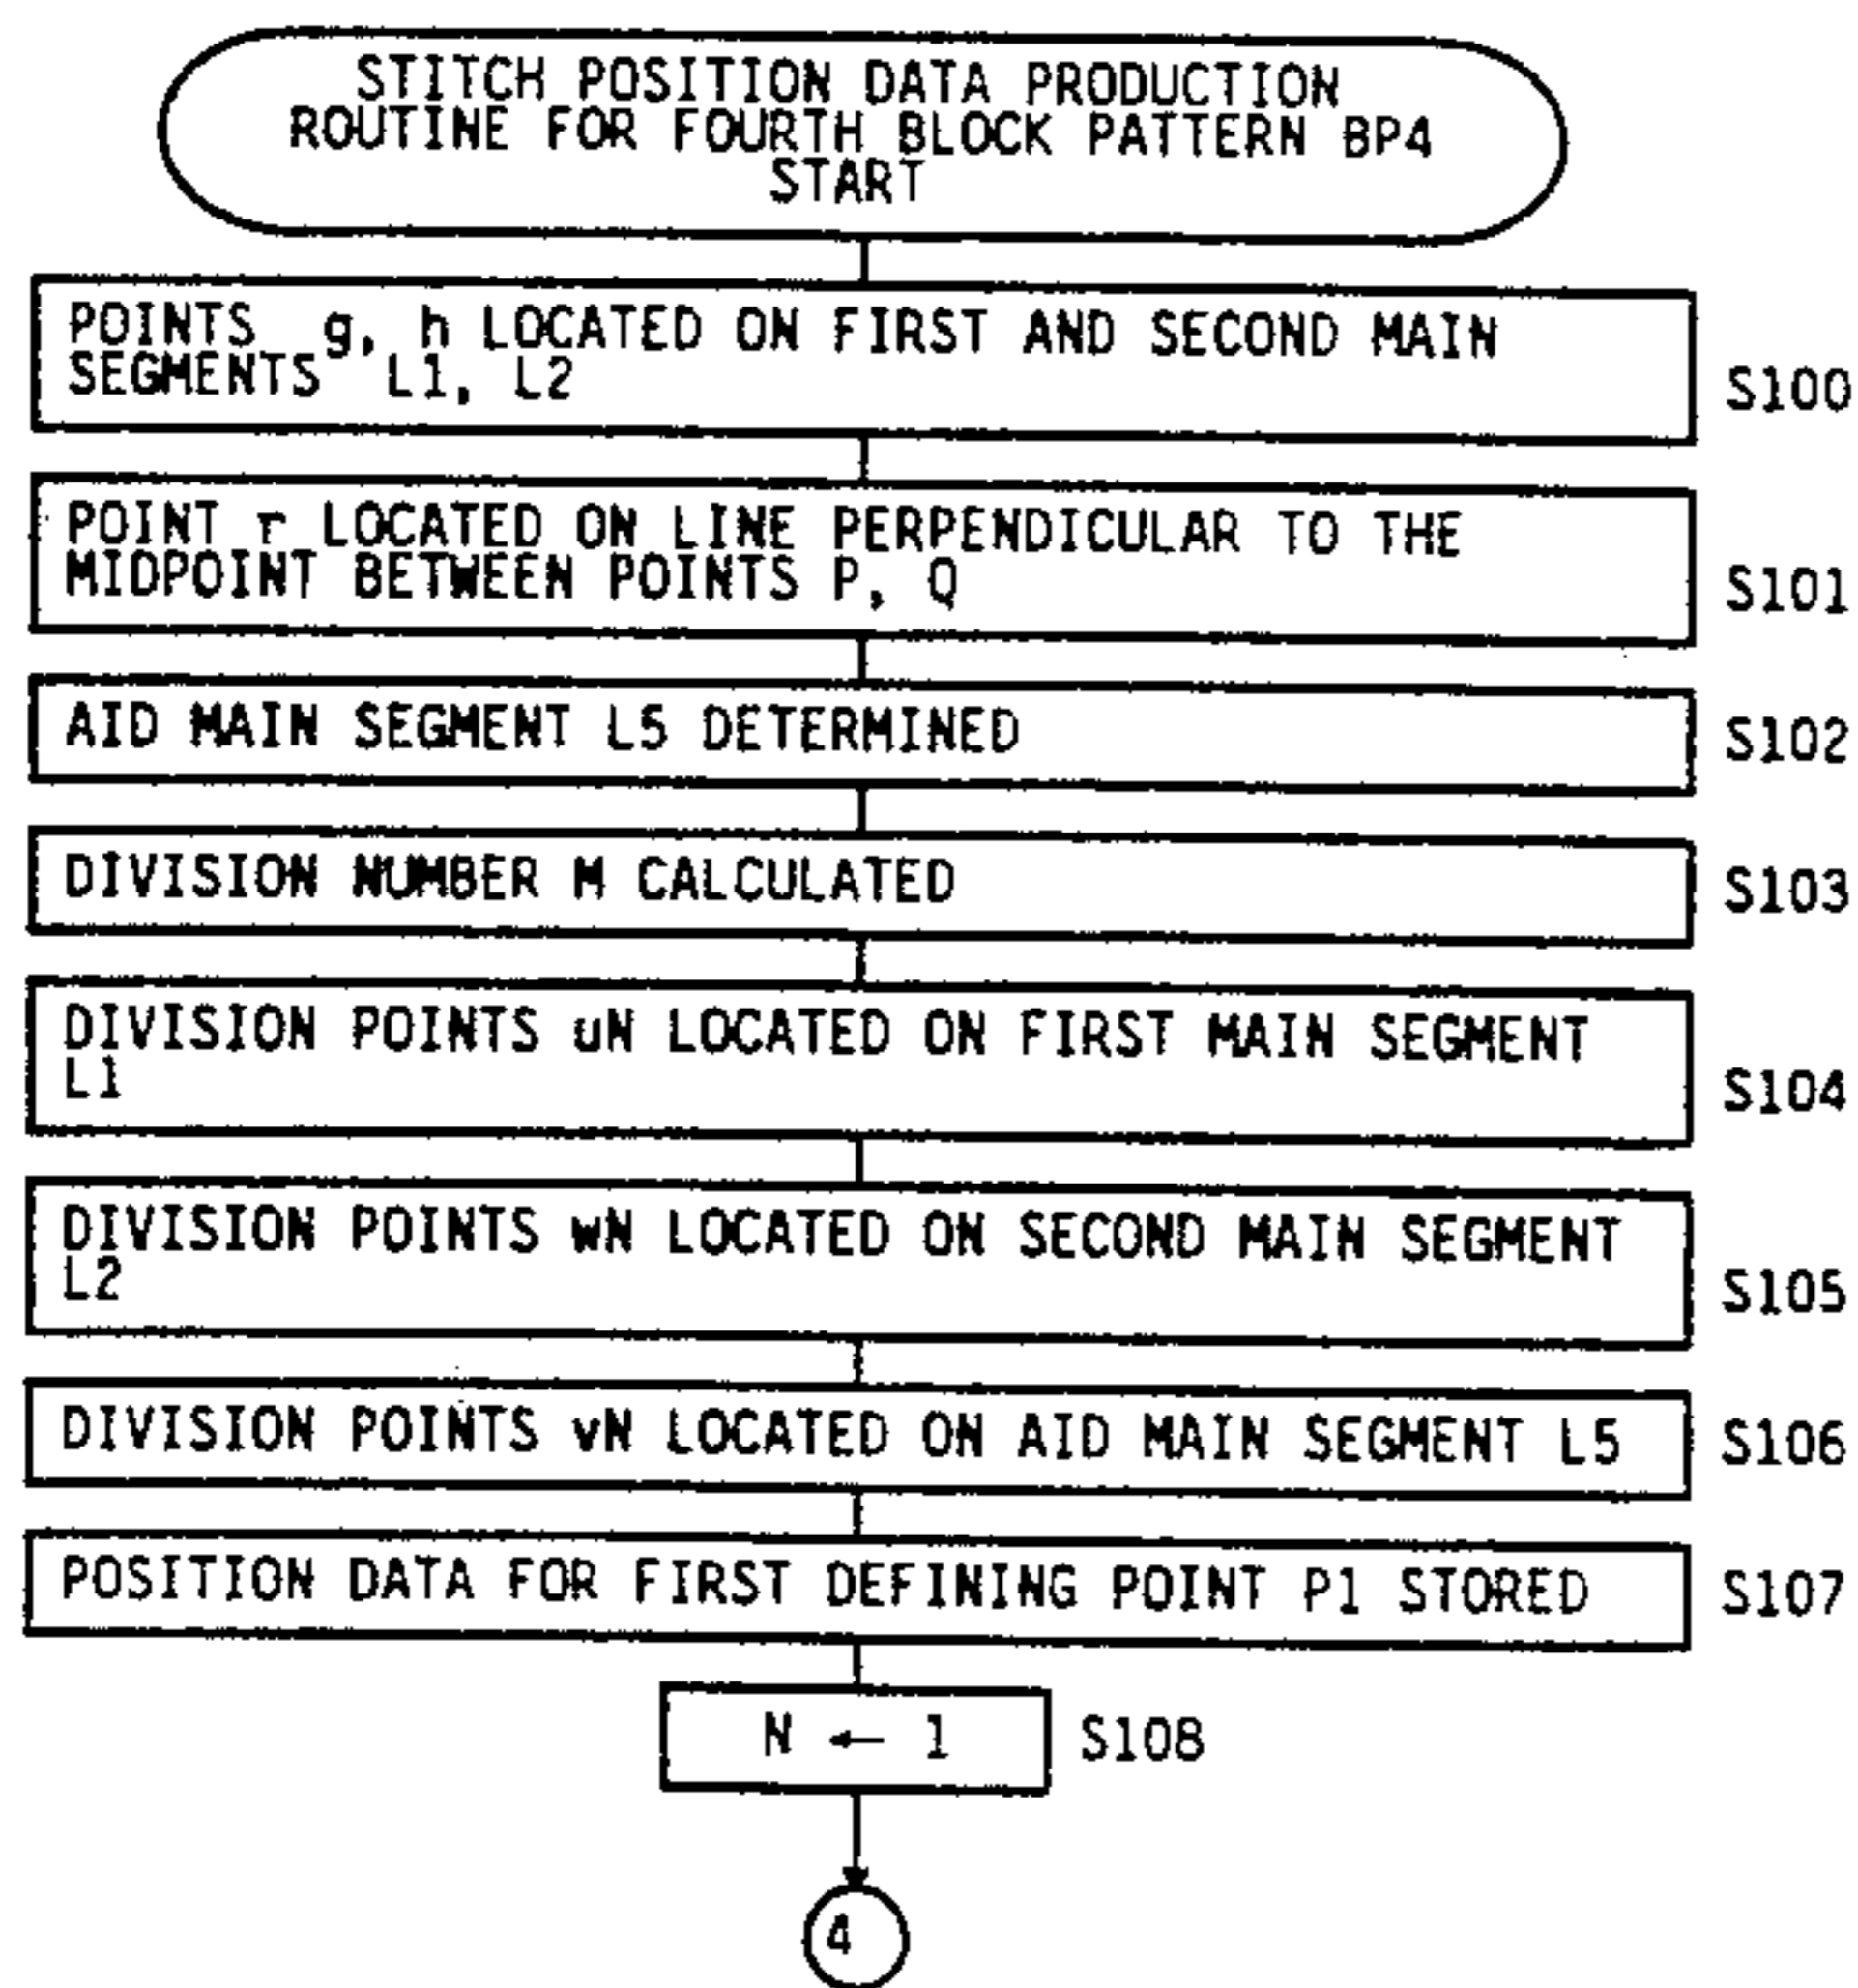 STITCH POSITION DATA PRODUCTION
ROUTINE FOR FOURTH BLOCK PATTERN BP4
START
POINTS g, h LOCATED ON FIRST AND SECOND MAIN
SEGMENTS L1, L2
S100
POINT r LOCATED ON LINE PERPENDICULAR TO THE
MIDPOINT BETWEEN POINTS P, Q
S101
AID MAIN SEGMENT L5 DETERMINED
S102
DIVISION NUMBER M CALCULATED
S103
DIVISION POINTS uN LOCATED ON FIRST MAIN SEGMENT
L1
S104
DIVISION POINTS wN LOCATED ON SECOND MAIN SEGMENT
L2
S105
DIVISION POINTS vN LOCATED ON AID MAIN SEGMENT L5
S106
POSITION DATA FOR FIRST DEFINING POINT P1 STORED
S107
N ← 1
S108
4